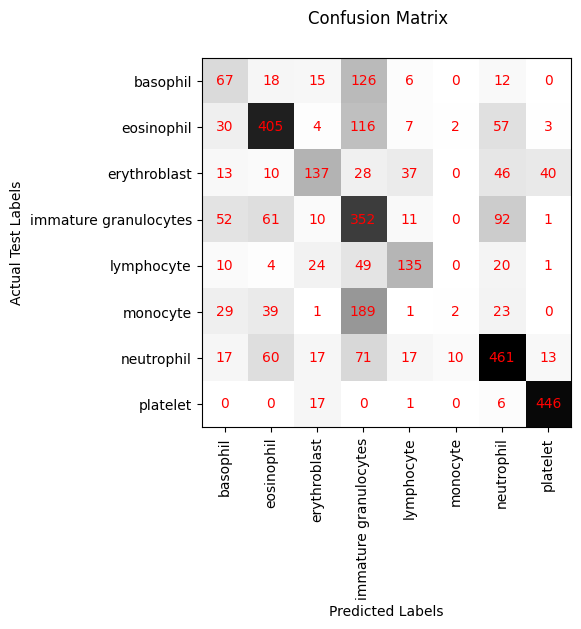 Confusion Matrix
Actual Test Labels
basophil 67 18 15 126 6 0 12 0
eosinophil 30 405 4 116 7 2 57 3
erythroblast 13 10 137 28 37 0 46 40
immature granulocytes 52 61 10 352 11 0 92 1
lymphocyte 10 4 24 49 135 0 20 1
monocyte 29 39 1 189 1 2 23 0
neutrophil 17 60 17 71 17 10 461 13
platelet 0 0 17 0 1 0 6 446
basophil
eosinophil
erythroblast
immature granulocytes
lymphocyte
monocyte
neutrophil
platelet
Predicted Labels